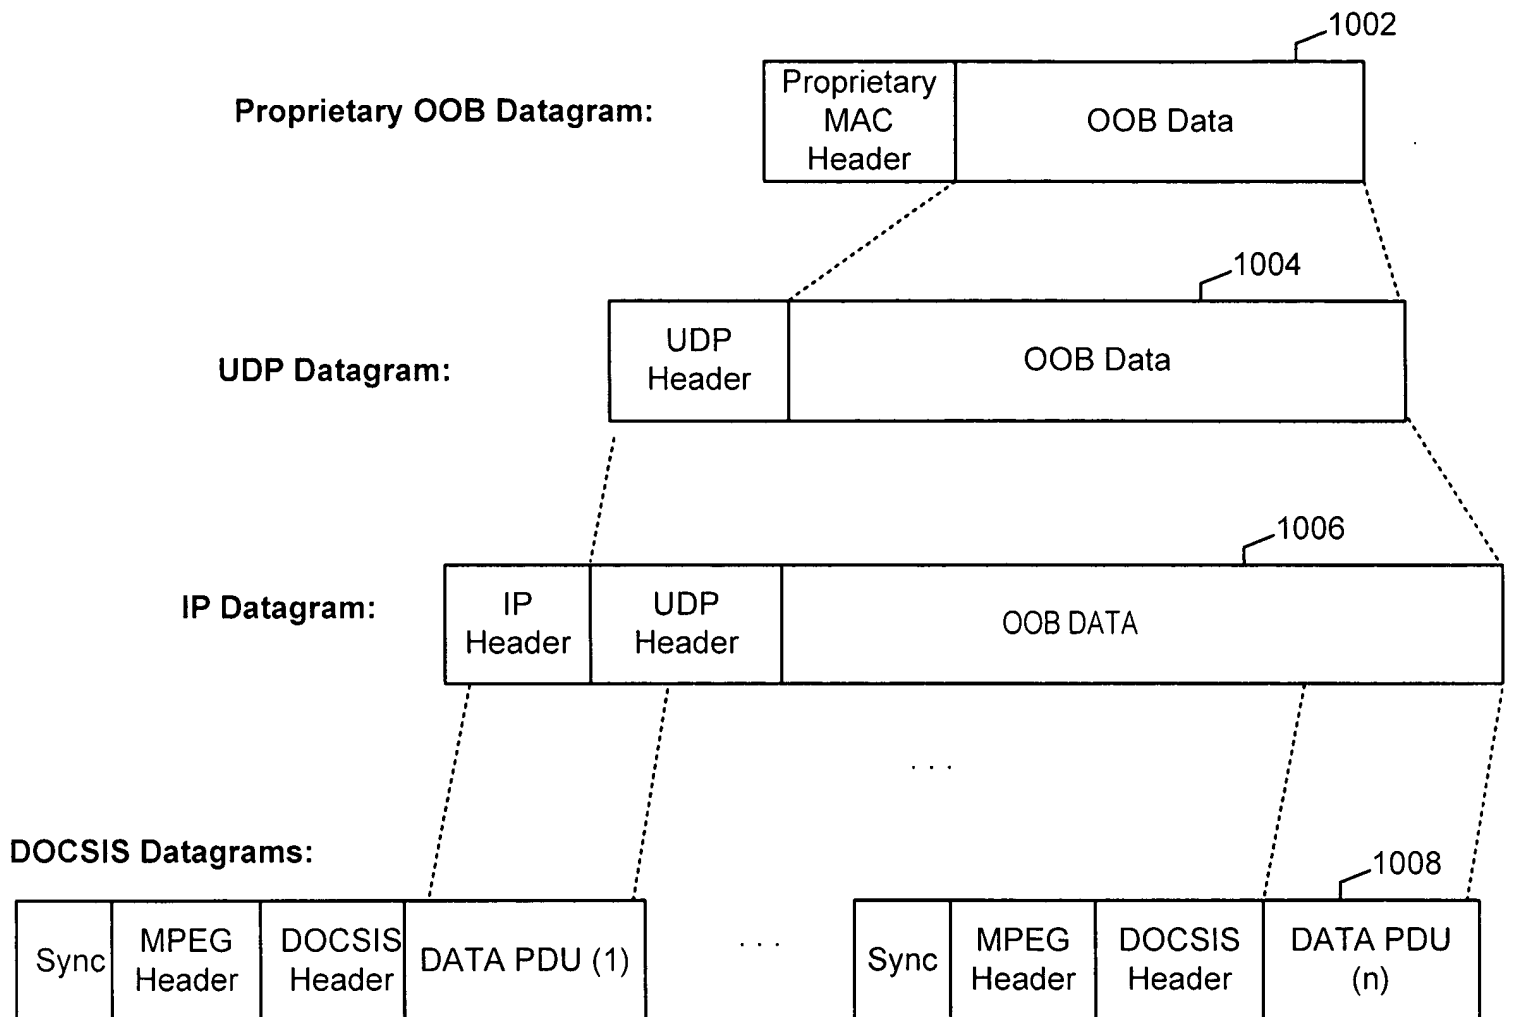 1002
Proprietary OOB Datagram:
Proprietary
MAC
Header
OOB Data
1004
UDP Datagram:
UDP
Header
OOB Data
1006
IP Datagram:
IP
Header
UDP
Header
OOB DATA
. . .
DOCSIS Datagrams:
1008
Sync
MPEG
Header
DOCSIS
Header
DATA PDU (1)
. . .
Sync
MPEG
Header
DOCSIS
Header
DATA PDU
(n)